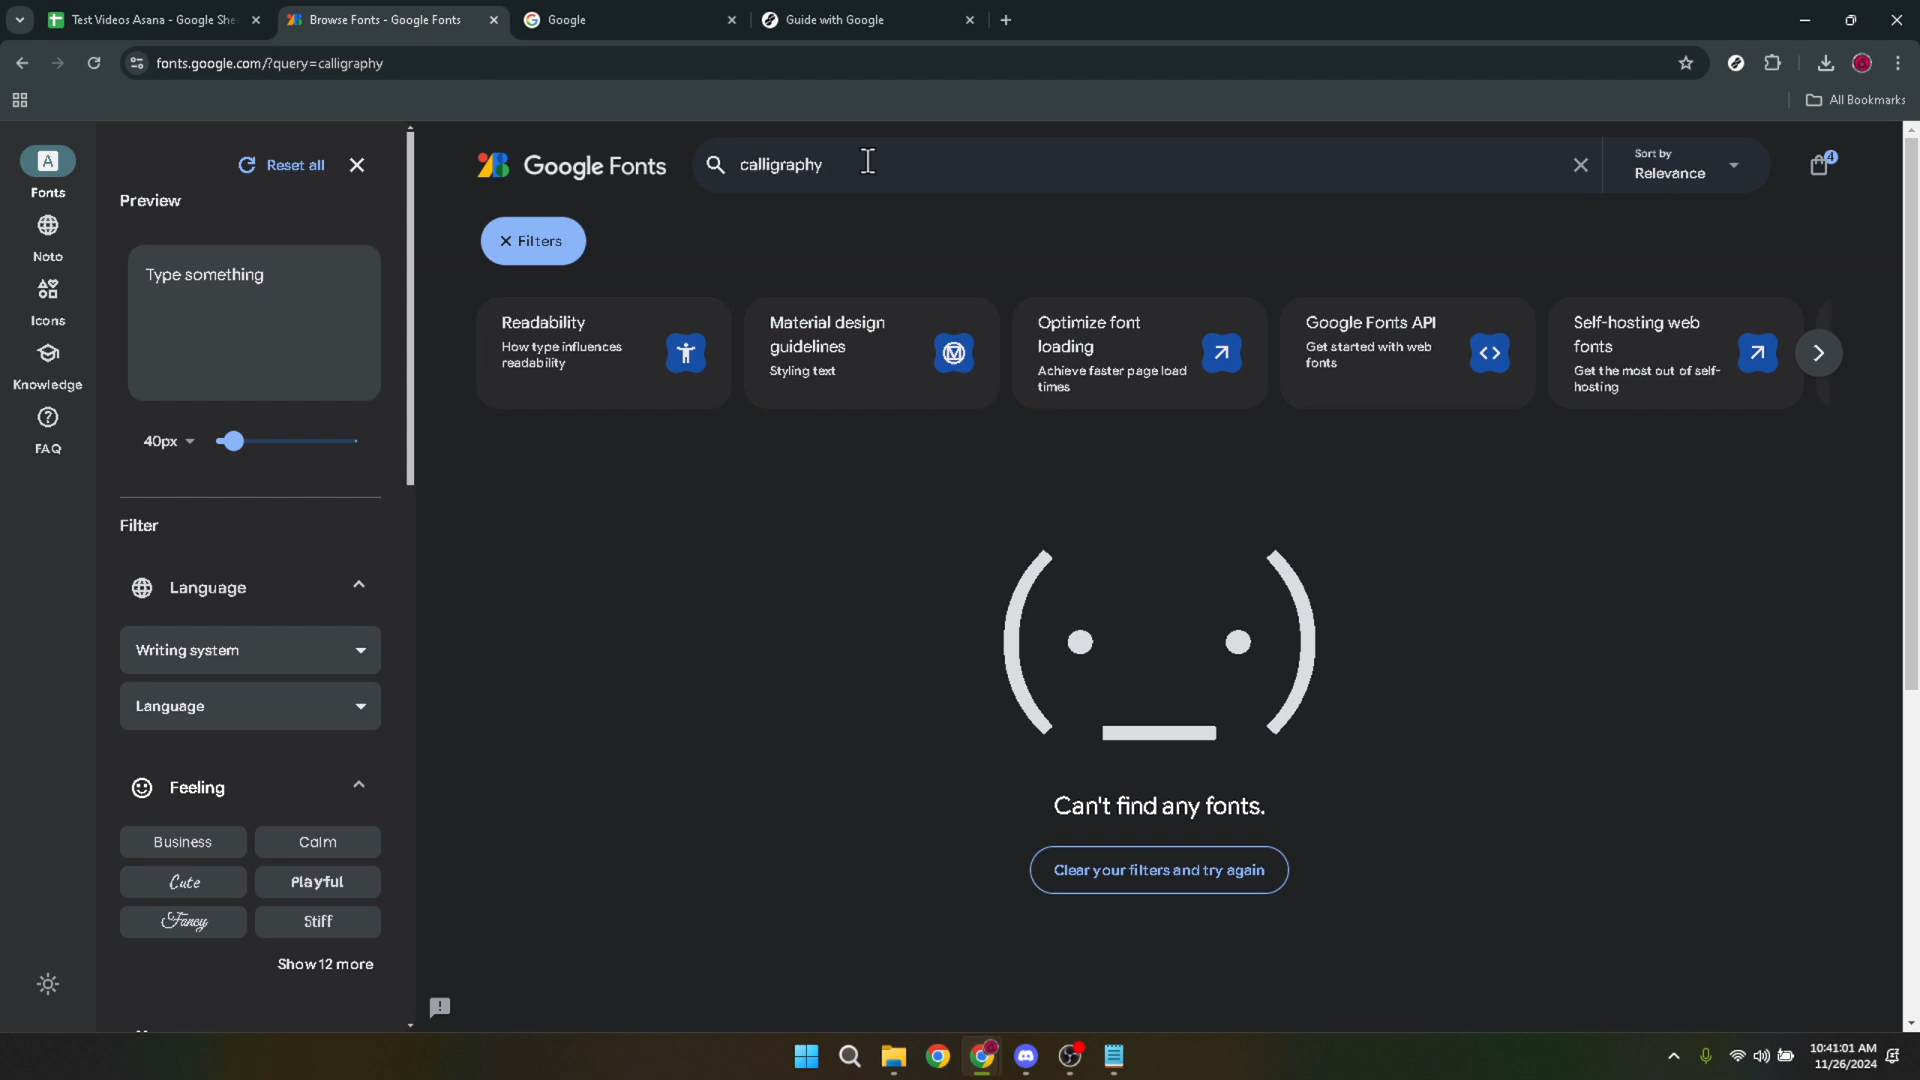 Test Videos Asana - Google She
Browse Fonts - Google Fonts
Google
Guide with Google
fonts.google.com/?query=calligraphy
All Bookmarks
A
Fonts
Noto
Icons
Knowledge
FAQ
Reset all
Preview
Type something
40px
Filter
Language
Writing system
Language
Feeling
Business
Calm
Cute
Playful
Fancy
Stiff
Show 12 more
Google Fonts
calligraphy
Sort by
Relevance
4
Filters
Readability
How type influences
readability
Material design
guidelines
Styling text
Optimize font
loading
Achieve faster page load
times
Google Fonts API
Get started with web
fonts
Self-hosting web
fonts
Get the most out of self-
hosting
Can't find any fonts.
Clear your filters and try again
10:41:01 AM
11/26/2024